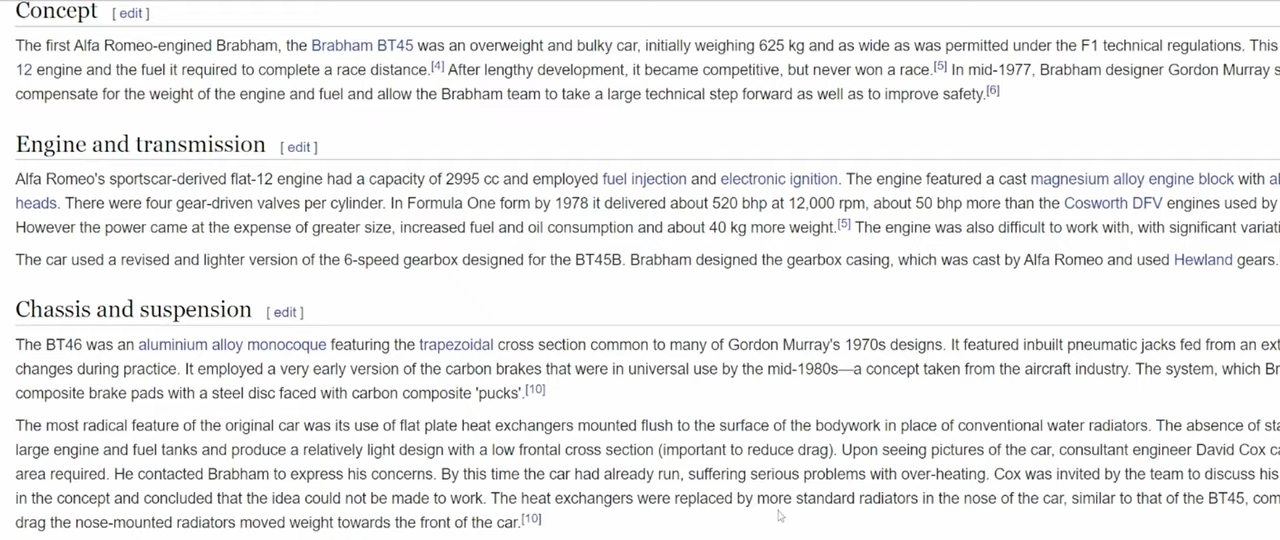 Concept [ edit ]
The first Alfa Romeo-engined Brabham, the Brabham BT45 was an overweight and bulky car, initially weighing 625 kg and as wide as was permitted under the F1 technical regulations. This
12 engine and the fuel it required to complete a race distance.[4] After lengthy development, it became competitive, but never won a race.[5] In mid-1977, Brabham designer Gordon Murray s
compensate for the weight of the engine and fuel and allow the Brabham team to take a large technical step forward as well as to improve safety.[6]
Engine and transmission [ edit ]
Alfa Romeo's sportscar-derived flat-12 engine had a capacity of 2995 cc and employed fuel injection and electronic ignition. The engine featured a cast magnesium alloy engine block with al
heads. There were four gear-driven valves per cylinder. In Formula One form by 1978 it delivered about 520 bhp at 12,000 rpm, about 50 bhp more than the Cosworth DFV engines used by
However the power came at the expense of greater size, increased fuel and oil consumption and about 40 kg more weight.[5] The engine was also difficult to work with, with significant variati
The car used a revised and lighter version of the 6-speed gearbox designed for the BT45B. Brabham designed the gearbox casing, which was cast by Alfa Romeo and used Hewland gears.
Chassis and suspension [ edit ]
The BT46 was an aluminium alloy monocoque featuring the trapezoidal cross section common to many of Gordon Murray's 1970s designs. It featured inbuilt pneumatic jacks fed from an ext
changes during practice. It employed a very early version of the carbon brakes that were in universal use by the mid-1980s—a concept taken from the aircraft industry. The system, which Br
composite brake pads with a steel disc faced with carbon composite 'pucks'.[10]
The most radical feature of the original car was its use of flat plate heat exchangers mounted flush to the surface of the bodywork in place of conventional water radiators. The absence of sta
large engine and fuel tanks and produce a relatively light design with a low frontal cross section (important to reduce drag). Upon seeing pictures of the car, consultant engineer David Cox ca
area required. He contacted Brabham to express his concerns. By this time the car had already run, suffering serious problems with over-heating. Cox was invited by the team to discuss his
in the concept and concluded that the idea could not be made to work. The heat exchangers were replaced by more standard radiators in the nose of the car, similar to that of the BT45, com
drag the nose-mounted radiators moved weight towards the front of the car.[10]